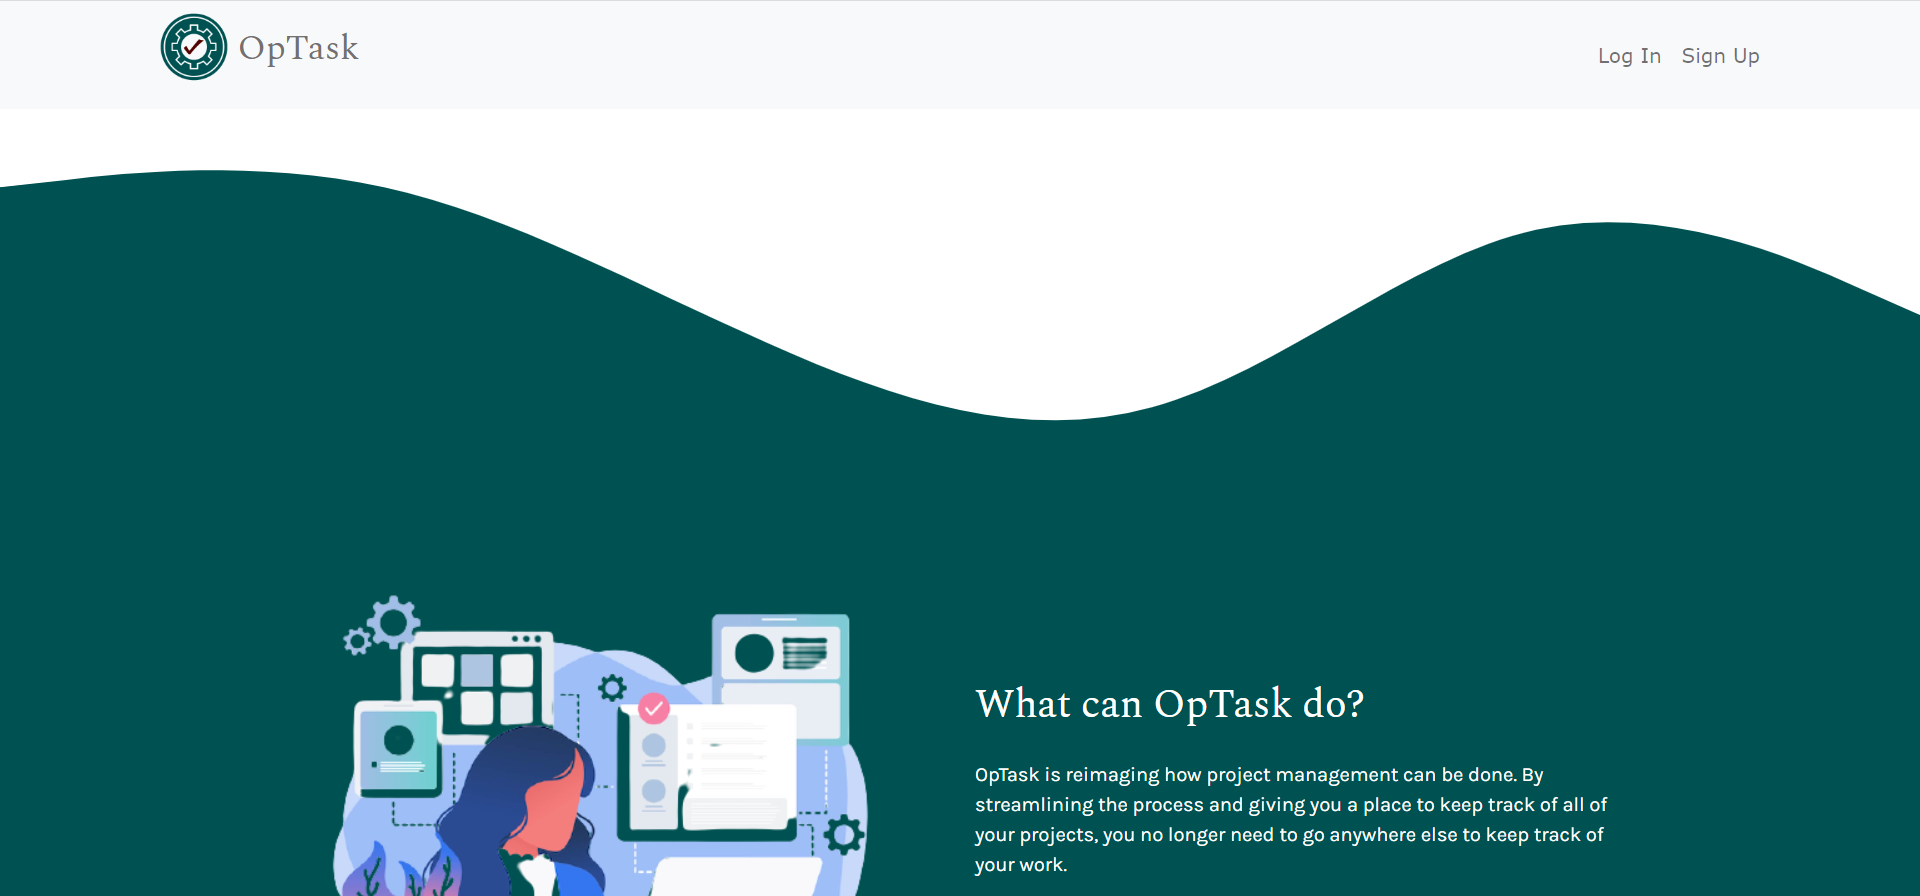 OpTask
Log In Sign Up
What can OpTask do?
OpTask is reimaging how project management can be done. By
streamlining the process and giving you a place to keep track of all of
your projects, you no longer need to go anywhere else to keep track of
your work.